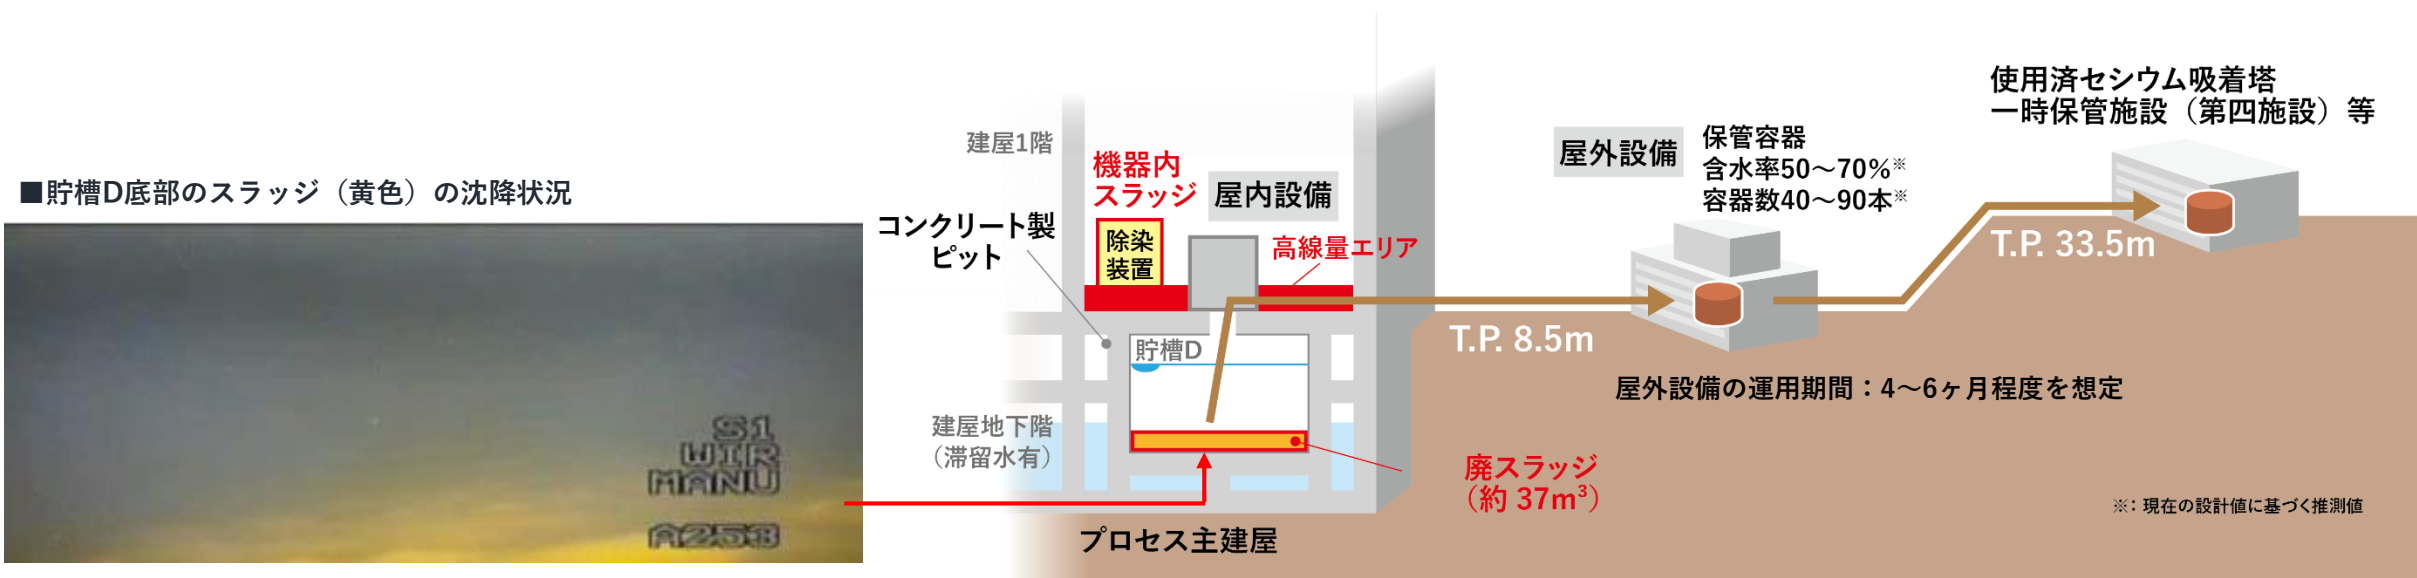 ■貯槽D底部のスラッジ（黄色）の沈降状況
S1
WIR
MANU
A253
建屋1階
機器内
スラッジ
屋内設備
コンクリート製
ピット
除染
装置
高線量エリア
貯槽D
建屋地下階
（滞留水有）
廃スラッジ
（約 37m³）
プロセス主建屋
屋外設備
保管容器
含水率50～70%※
容器数40～90本※
T.P. 8.5m
屋外設備の運用期間：4～6ヶ月程度を想定
使用済セシウム吸着塔
一時保管施設（第四施設）等
T.P. 33.5m
※：現在の設計値に基づく推測値